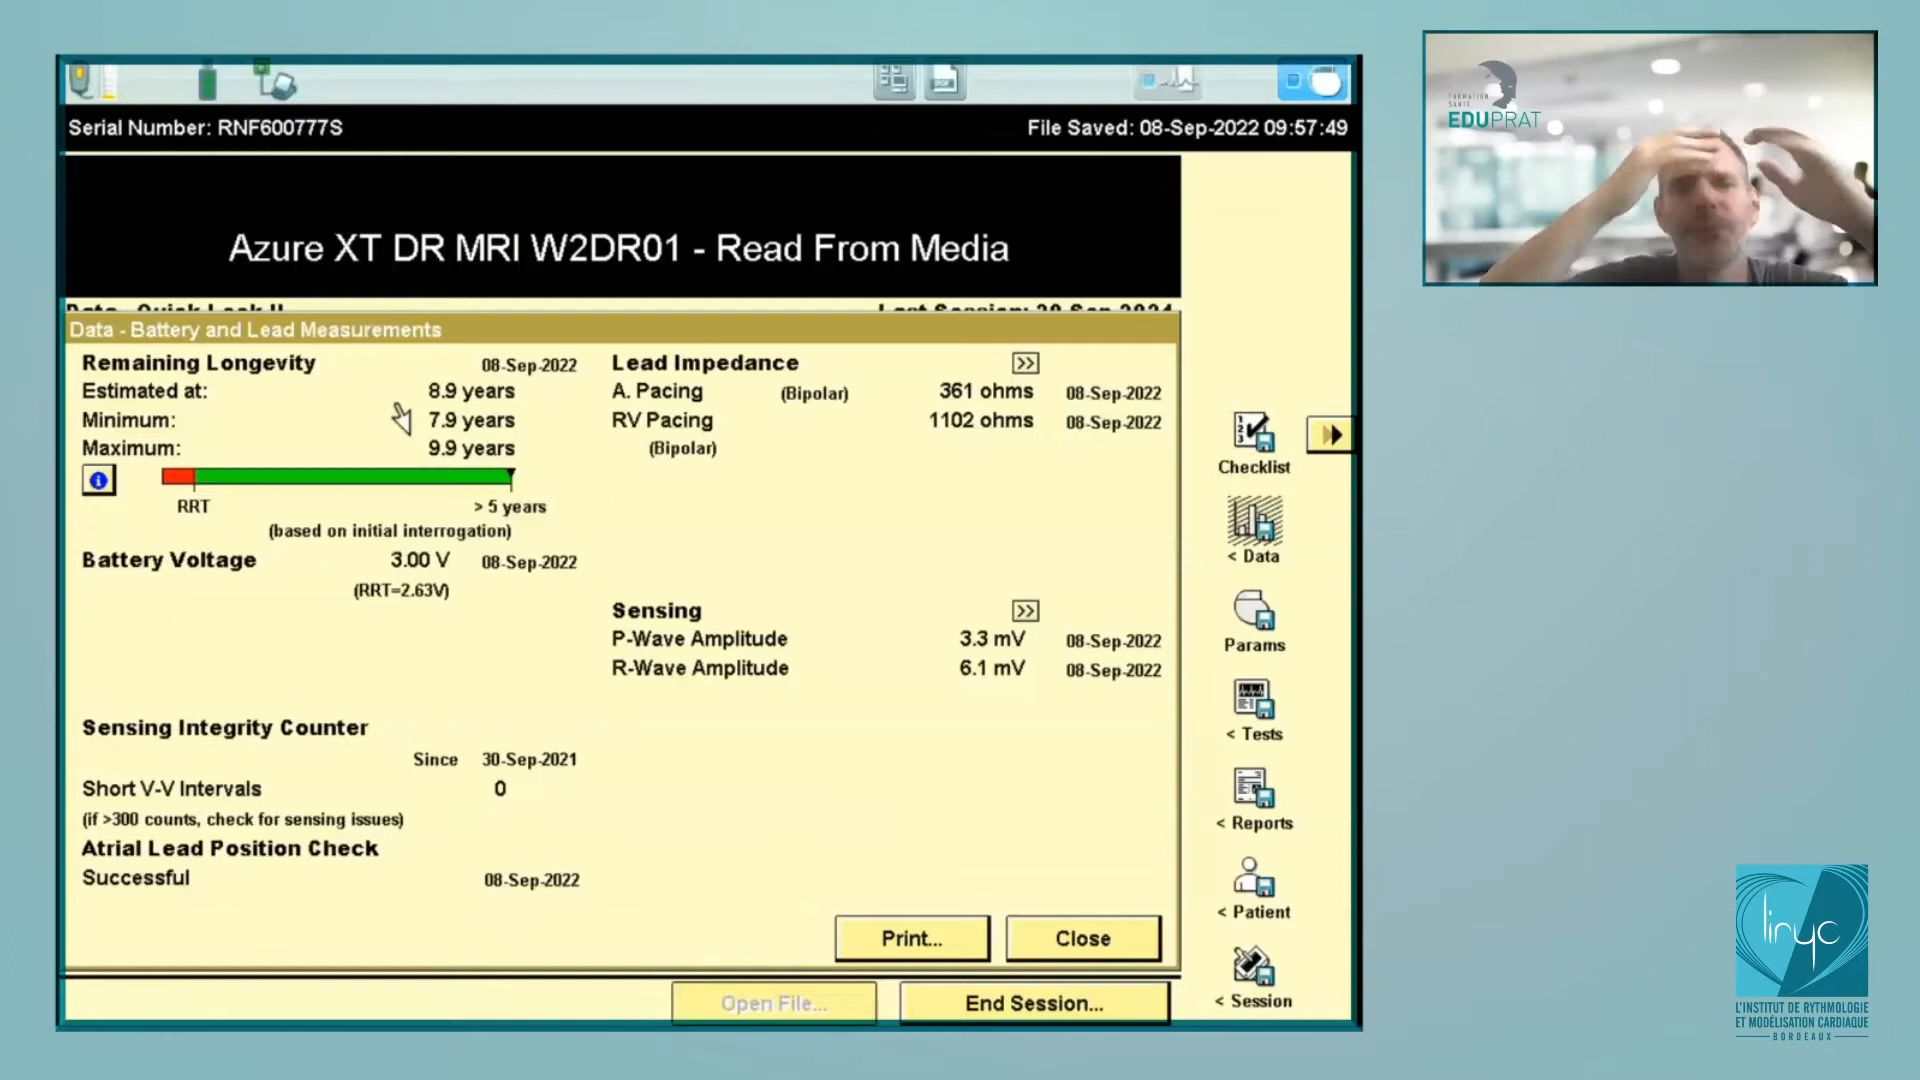 Serial Number: RNF600777S
File Saved: 08-Sep-2022 09:57:49
Azure XT DR MRI W2DR01 - Read From Media
Data - Battery and Lead Measurements
Remaining Longevity 08-Sep-2022
Estimated at: 8.9 years
Minimum: 7.9 years
Maximum: 9.9 years
RRT > 5 years
(based on initial interrogation)
Battery Voltage 3.00 V 08-Sep-2022
(RRT=2.63V)
Sensing Integrity Counter
Since 30-Sep-2021
Short V-V Intervals 0
(if >300 counts, check for sensing issues)
Atrial Lead Position Check
Successful 08-Sep-2022
Lead Impedance >>
A. Pacing (Bipolar) 361 ohms 08-Sep-2022
RV Pacing 1102 ohms 08-Sep-2022
(Bipolar)
Sensing >>
P-Wave Amplitude 3.3 mV 08-Sep-2022
R-Wave Amplitude 6.1 mV 08-Sep-2022
Print...
Close
Open File...
End Session...
Checklist
< Data
Params
< Tests
< Reports
< Patient
< Session
FORMATION
SANTÉ
EDUPRAT
liryc
L'INSTITUT DE RYTHMOLOGIE
ET MODÉLISATION CARDIAQUE
BORDEAUX